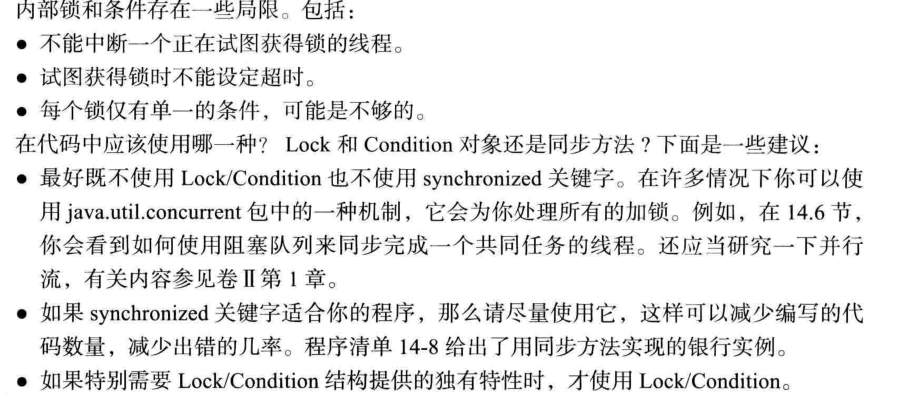 内部锁和条件存在一些局限。包括：
● 不能中断一个正在试图获得锁的线程。
● 试图获得锁时不能设定超时。
● 每个锁仅有单一的条件，可能是不够的。
在代码中应该使用哪一种？ Lock 和 Condition 对象还是同步方法？下面是一些建议：
● 最好既不使用 Lock/Condition 也不使用 synchronized 关键字。在许多情况下你可以使
用 java.util.concurrent 包中的一种机制，它会为你处理所有的加锁。例如，在 14.6 节，
你会看到如何使用阻塞队列来同步完成一个共同任务的线程。还应当研究一下并行
流，有关内容参见卷Ⅱ第 1 章。
● 如果 synchronized 关键字适合你的程序，那么请尽量使用它，这样可以减少编写的代
码数量，减少出错的几率。程序清单 14-8 给出了用同步方法实现的银行实例。
● 如果特别需要 Lock/Condition 结构提供的独有特性时，才使用 Lock/Condition。